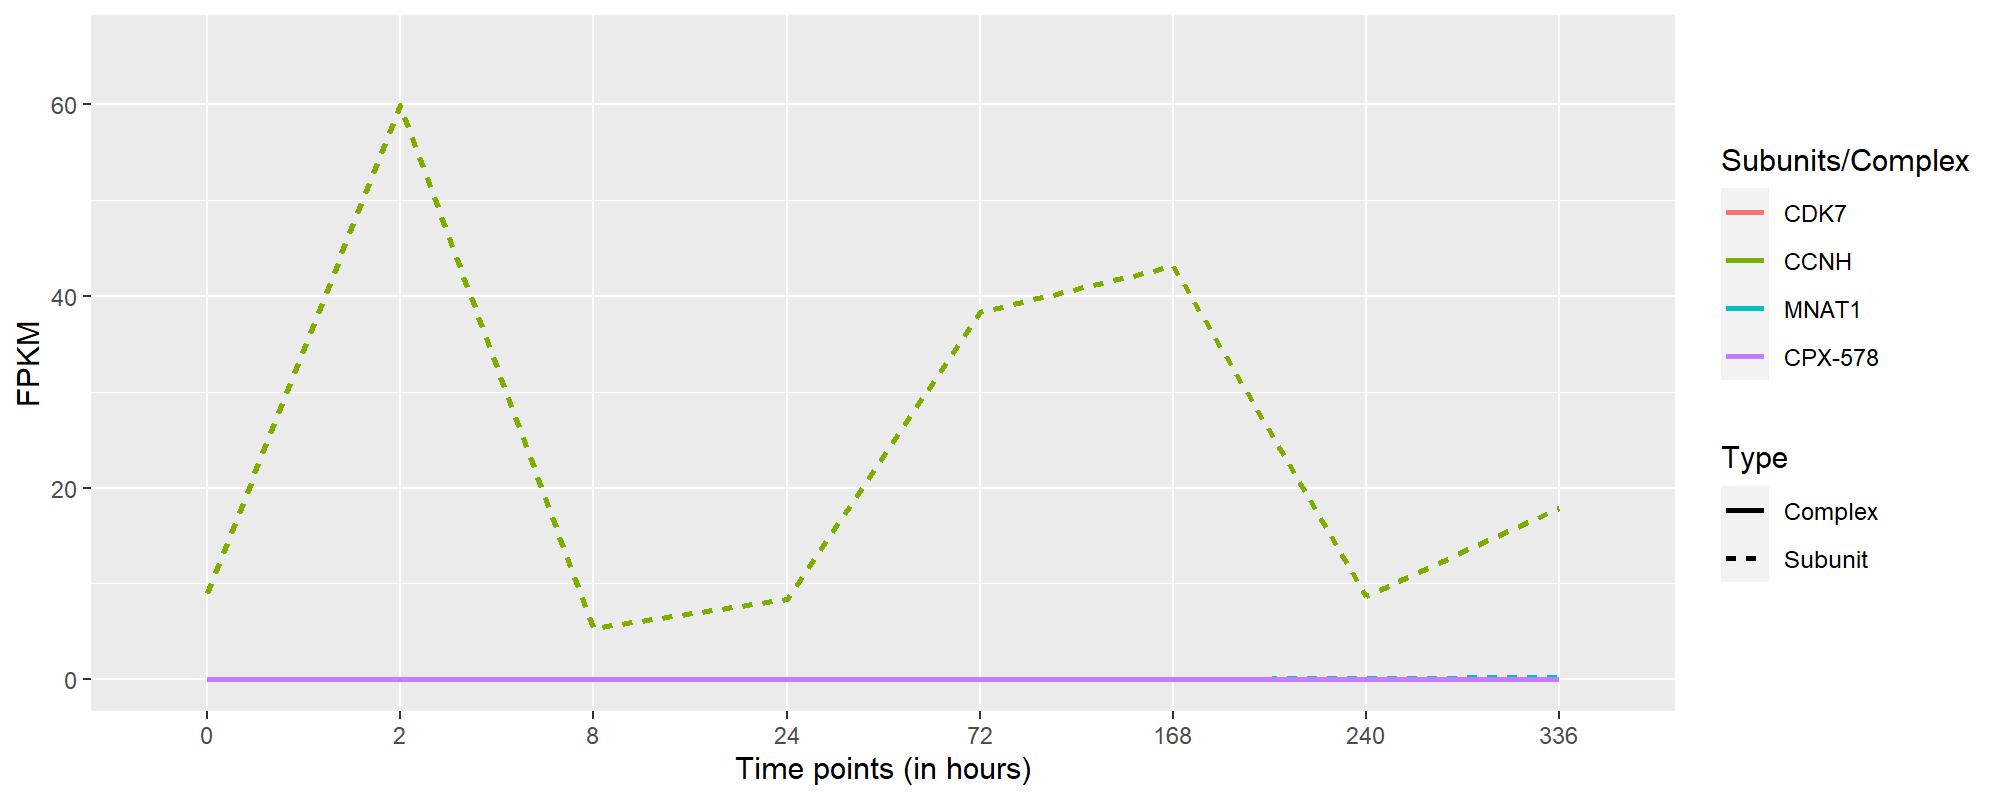 60
40
20
0
FPKM
0 2 8 24 72 168 240 336
Time points (in hours)
Subunits/Complex
CDK7
CCNH
MNAT1
CPX-578
Type
Complex
Subunit